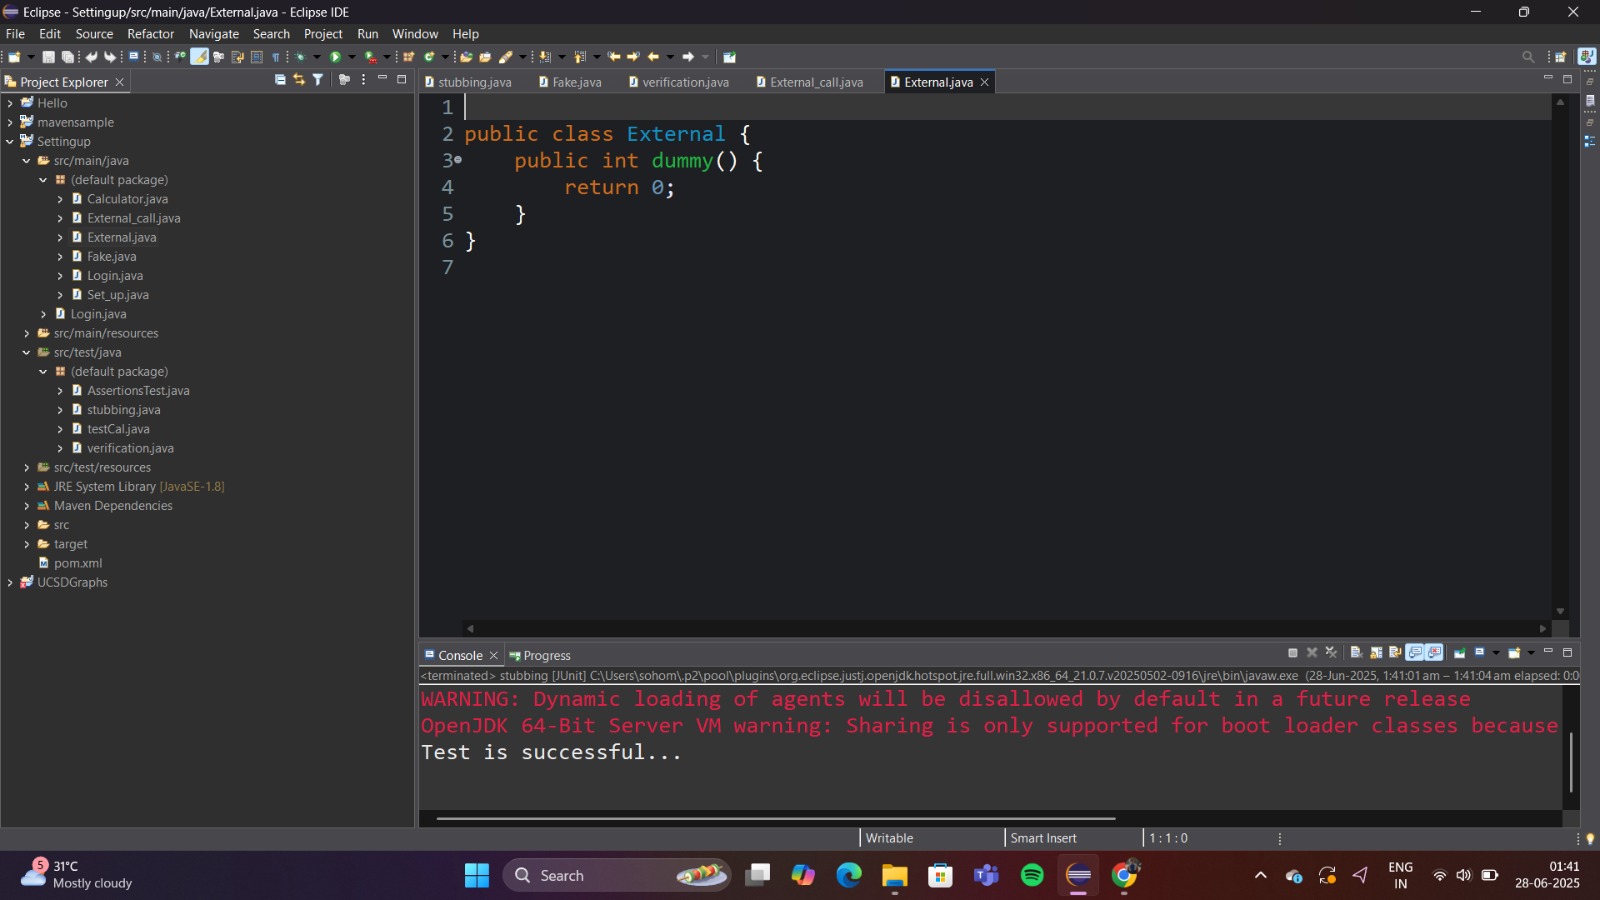 Eclipse - Settingup/src/main/java/External.java - Eclipse IDE
File Edit Source Refactor Navigate Search Project Run Window Help
Project Explorer
stubbing.java Fake.java verification.java External_call.java External.java
Hello
mavensample
Settingup
src/main/java
(default package)
Calculator.java
External_call.java
External.java
Fake.java
Login.java
Set_up.java
Login.java
src/main/resources
src/test/java
(default package)
AssertionsTest.java
stubbing.java
testCal.java
verification.java
src/test/resources
JRE System Library [JavaSE-1.8]
Maven Dependencies
src
target
pom.xml
UCSDGraphs
1
2 public class External {
3 public int dummy() {
4 return 0;
5 }
6 }
7
Console Progress
<terminated> stubbing [JUnit] C:\Users\sohom\.p2\pool\plugins\org.eclipse.justj.openjdk.hotspot.jre.full.win32.x86_64_21.0.7.v20250502-0916\jre\bin\javaw.exe (28-Jun-2025, 1:41:01 am – 1:41:04 am elapsed: 0:0
WARNING: Dynamic loading of agents will be disallowed by default in a future release
OpenJDK 64-Bit Server VM warning: Sharing is only supported for boot loader classes because
Test is successful...
Writable Smart Insert 1 : 1 : 0
5
31°C
Mostly cloudy
Search
ENG
IN
01:41
28-06-2025